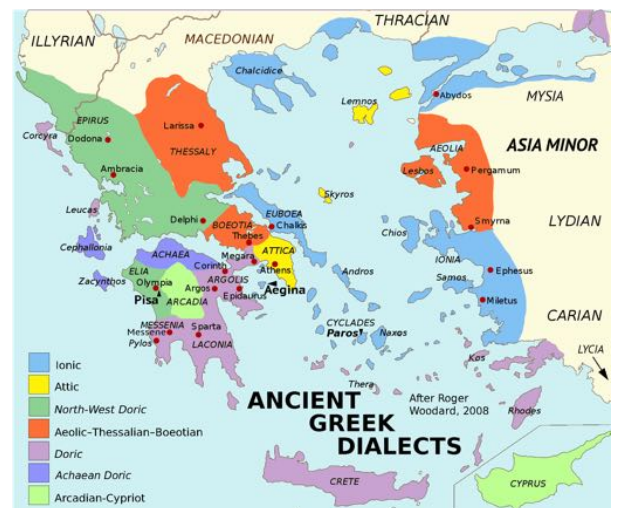 THRACIAN
ILLYRIAN
MACEDONIAN
Chalcidice
Abydos
MYSIA
Lemnos
EPIRUS
Larissa
Corcyra
Dodona
THESSALY
ASIA MINOR
AEOLIA
Lesbos
Pergamum
Ambracia
Skyros
Leucas
Delphi
EUBOEA
BOEOTIA
Chalkis
Smyrna
LYDIAN
Thebes
Chios
Cephallonia
ACHAEA
Megara
ATTICA
IONIA
ELIA
Corinth
Athens
Andros
Samos
Ephesus
Zacynthos
Olympia
ARGOLIS
Argos
Aegina
Pisa
ARCADIA
Epidaurus
Miletus
CYCLADES
MESSENIA
Paros
Naxos
CARIAN
Messene
Sparta
Pylos
LACONIA
LYCIA
Kos
Ionic
Thera
Attic
North-West Doric
Aeolic-Thessalian-Boeotian
Doric
Achaean Doric
Arcadian-Cypriot
ANCIENT
GREEK
DIALECTS
After Roger
Woodard, 2008
Rhodes
CRETE
CYPRUS